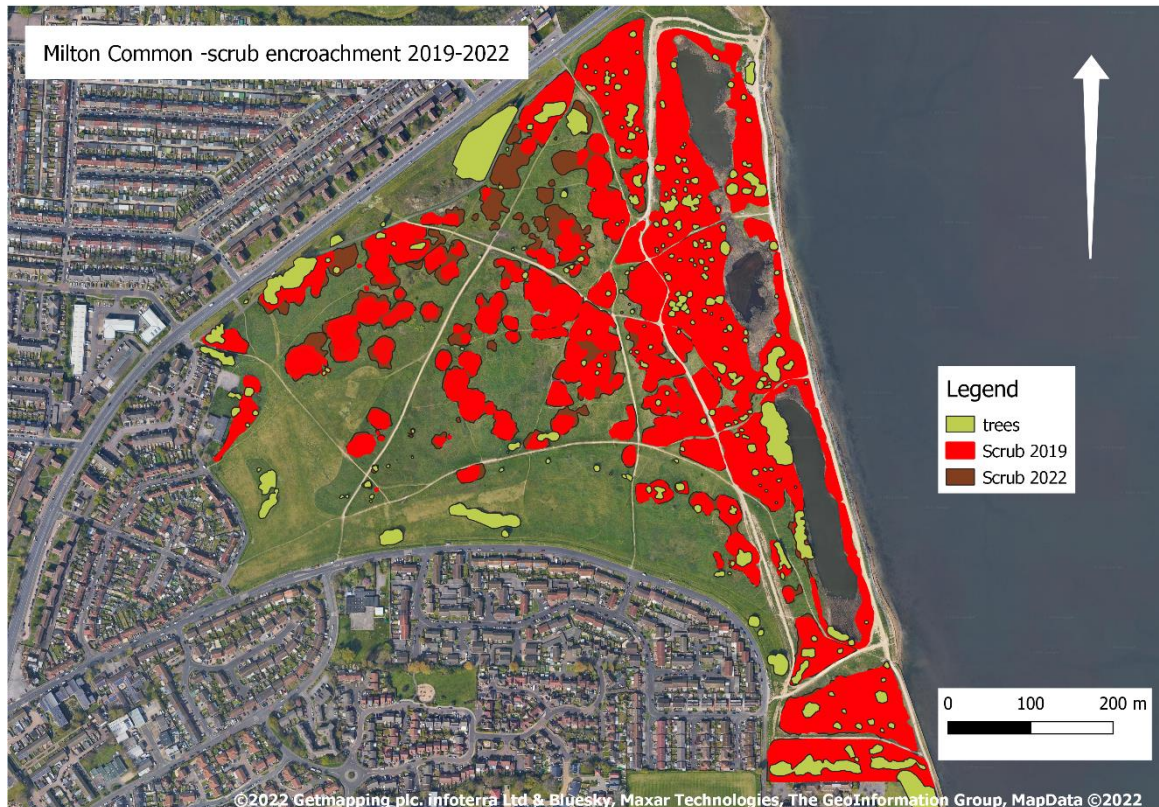 Milton Common -scrub encroachment 2019-2022
Legend
trees
Scrub 2019
Scrub 2022
0 100 200 m
©2022 Getmapping plc, Infoterra Ltd & Bluesky, Maxar Technologies, The GeoInformation Group, MapData ©2022